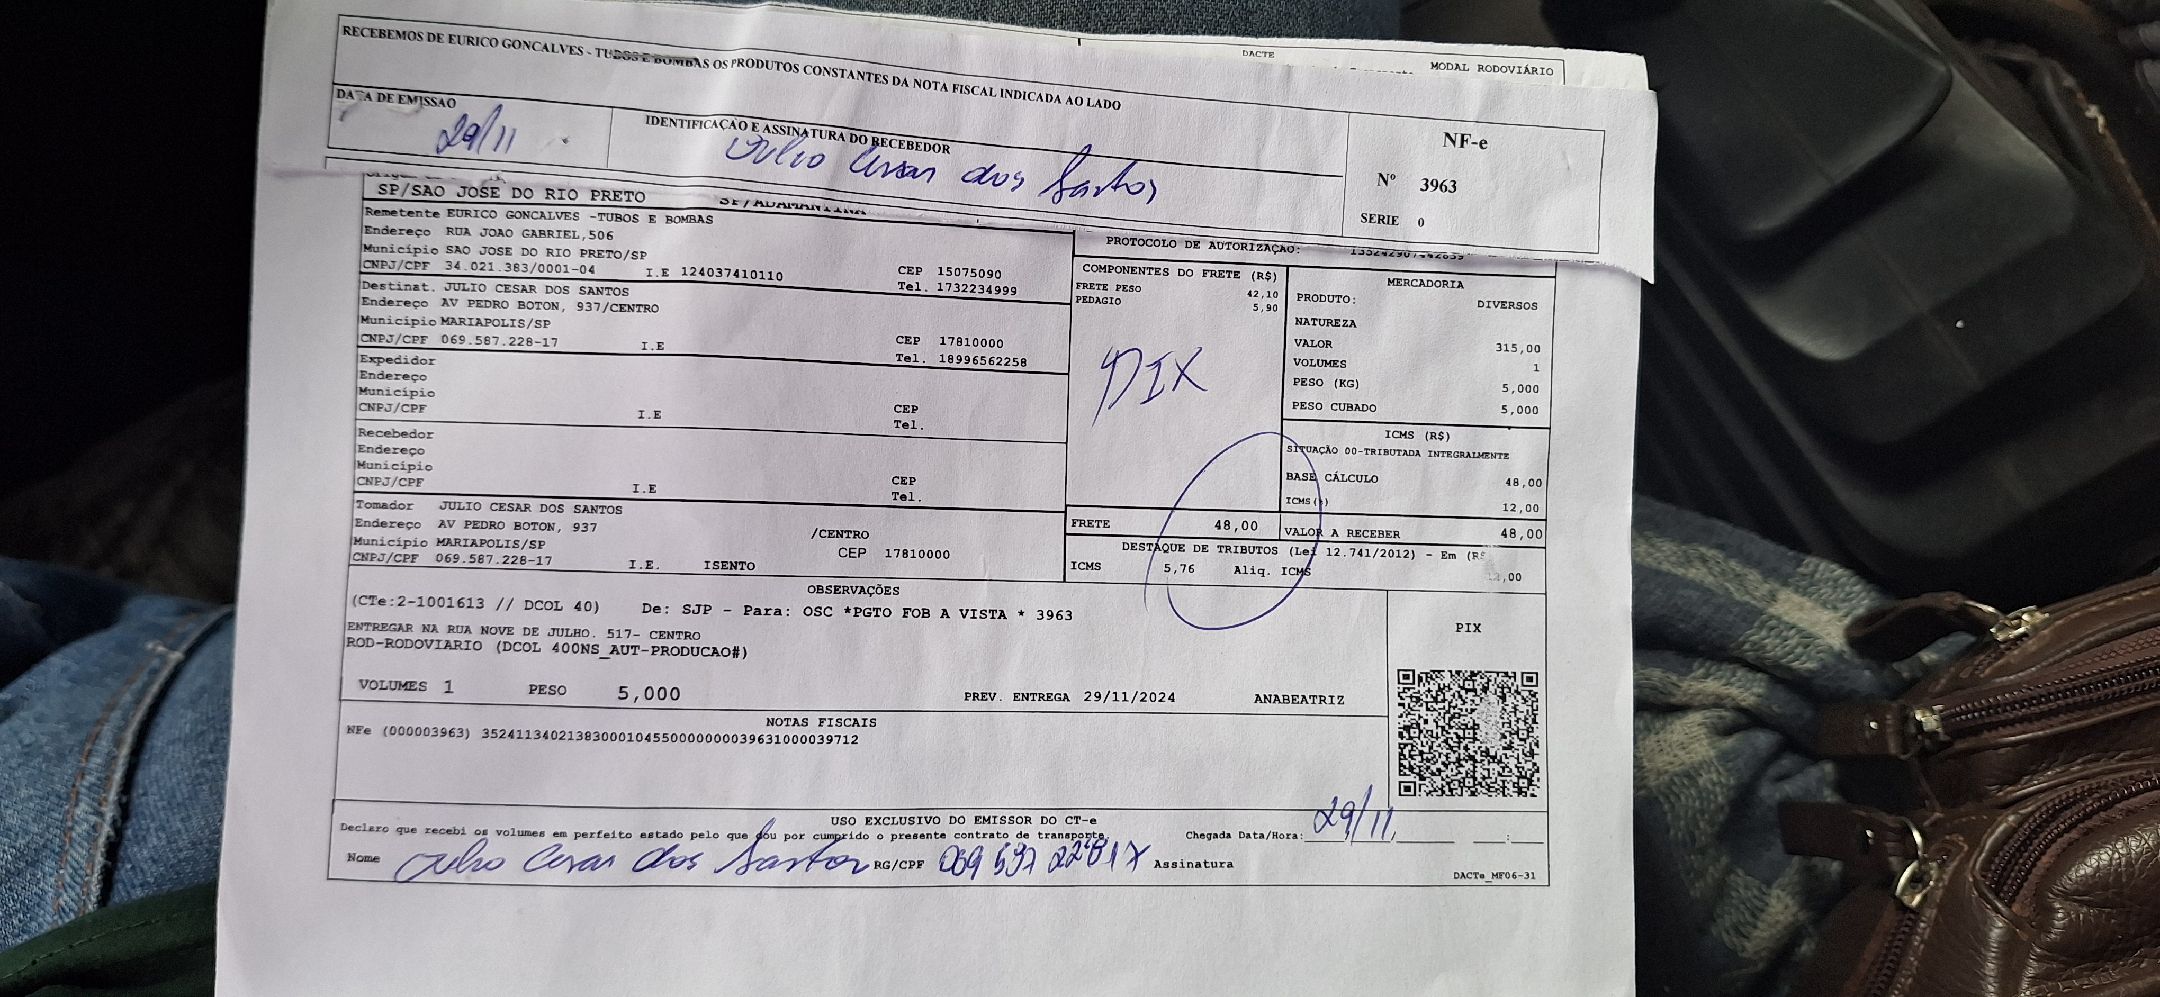 DACTE
MODAL RODOVIÁRIO
RECEBEMOS DE EURICO GONCALVES - TUBOS E BOMBAS OS PRODUTOS CONSTANTES DA NOTA FISCAL INDICADA AO LADO
DATA DE EMISSAO
29/11
IDENTIFICAÇÃO E ASSINATURA DO RECEBEDOR
Julio Cesar dos Santos
NF-e
Nº 3963
SERIE 0
SP/SAO JOSE DO RIO PRETO SP/ADAMANTINA
PROTOCOLO DE AUTORIZAÇÃO:
Remetente EURICO GONCALVES -TUBOS E BOMBAS
Endereço RUA JOAO GABRIEL,506
Município SAO JOSE DO RIO PRETO/SP
CNPJ/CPF 34.021.383/0001-04 I.E 124037410110 CEP 15075090
Tel. 1732234999
Destinat. JULIO CESAR DOS SANTOS
Endereço AV PEDRO BOTON, 937/CENTRO
Município MARIAPOLIS/SP
CNPJ/CPF 069.587.228-17 I.E CEP 17810000
Tel. 18996562258
Expedidor
Endereço
Município
CNPJ/CPF I.E CEP
Tel.
Recebedor
Endereço
Município
CNPJ/CPF I.E CEP
Tel.
Tomador JULIO CESAR DOS SANTOS
Endereço AV PEDRO BOTON, 937 /CENTRO
Município MARIAPOLIS/SP CEP 17810000
CNPJ/CPF 069.587.228-17 I.E. ISENTO
COMPONENTES DO FRETE (R$)
FRETE PESO 42,10
PEDAGIO 5,90
PIX
FRETE 48,00
MERCADORIA
PRODUTO: DIVERSOS
NATUREZA
VALOR 315,00
VOLUMES 1
PESO (KG) 5,000
PESO CUBADO 5,000
ICMS (R$)
SITUAÇÃO 00-TRIBUTADA INTEGRALMENTE
BASE CÁLCULO 48,00
ICMS(%) 12,00
VALOR A RECEBER 48,00
DESTAQUE DE TRIBUTOS (Lei 12.741/2012) - Em (R$
ICMS 5,76 Aliq. ICMS 12,00
OBSERVAÇÕES
(CTe:2-1001613 // DCOL 40) De: SJP - Para: OSC *PGTO FOB A VISTA * 3963
ENTREGAR NA RUA NOVE DE JULHO. 517- CENTRO
ROD-RODOVIARIO (DCOL 400NS_AUT-PRODUCAO#)
VOLUMES 1 PESO 5,000 PREV. ENTREGA 29/11/2024 ANABEATRIZ
PIX
NOTAS FISCAIS
NFe (000003963) 35241134021383000104550000000039631000039712
USO EXCLUSIVO DO EMISSOR DO CT-e
Declaro que recebi os volumes em perfeito estado pelo que dou por cumprido o presente contrato de transporte. Chegada Data/Hora: 29/11 :
Nome Julio Cesar dos Santos RG/CPF 069 587 228 17 Assinatura
DACTe_MF06-31